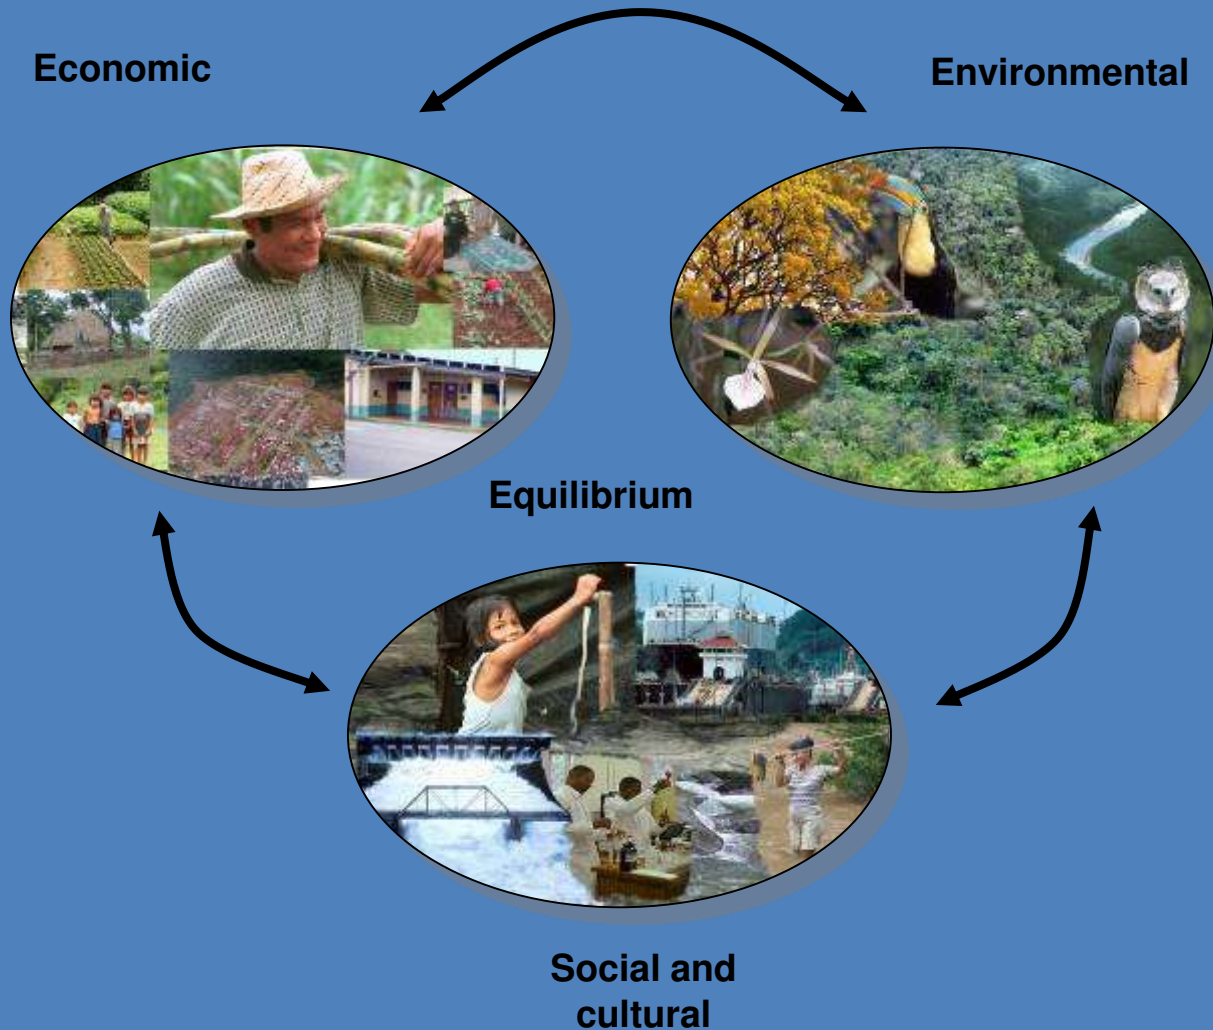 Economic
Environmental
Equilibrium
Social and
cultural